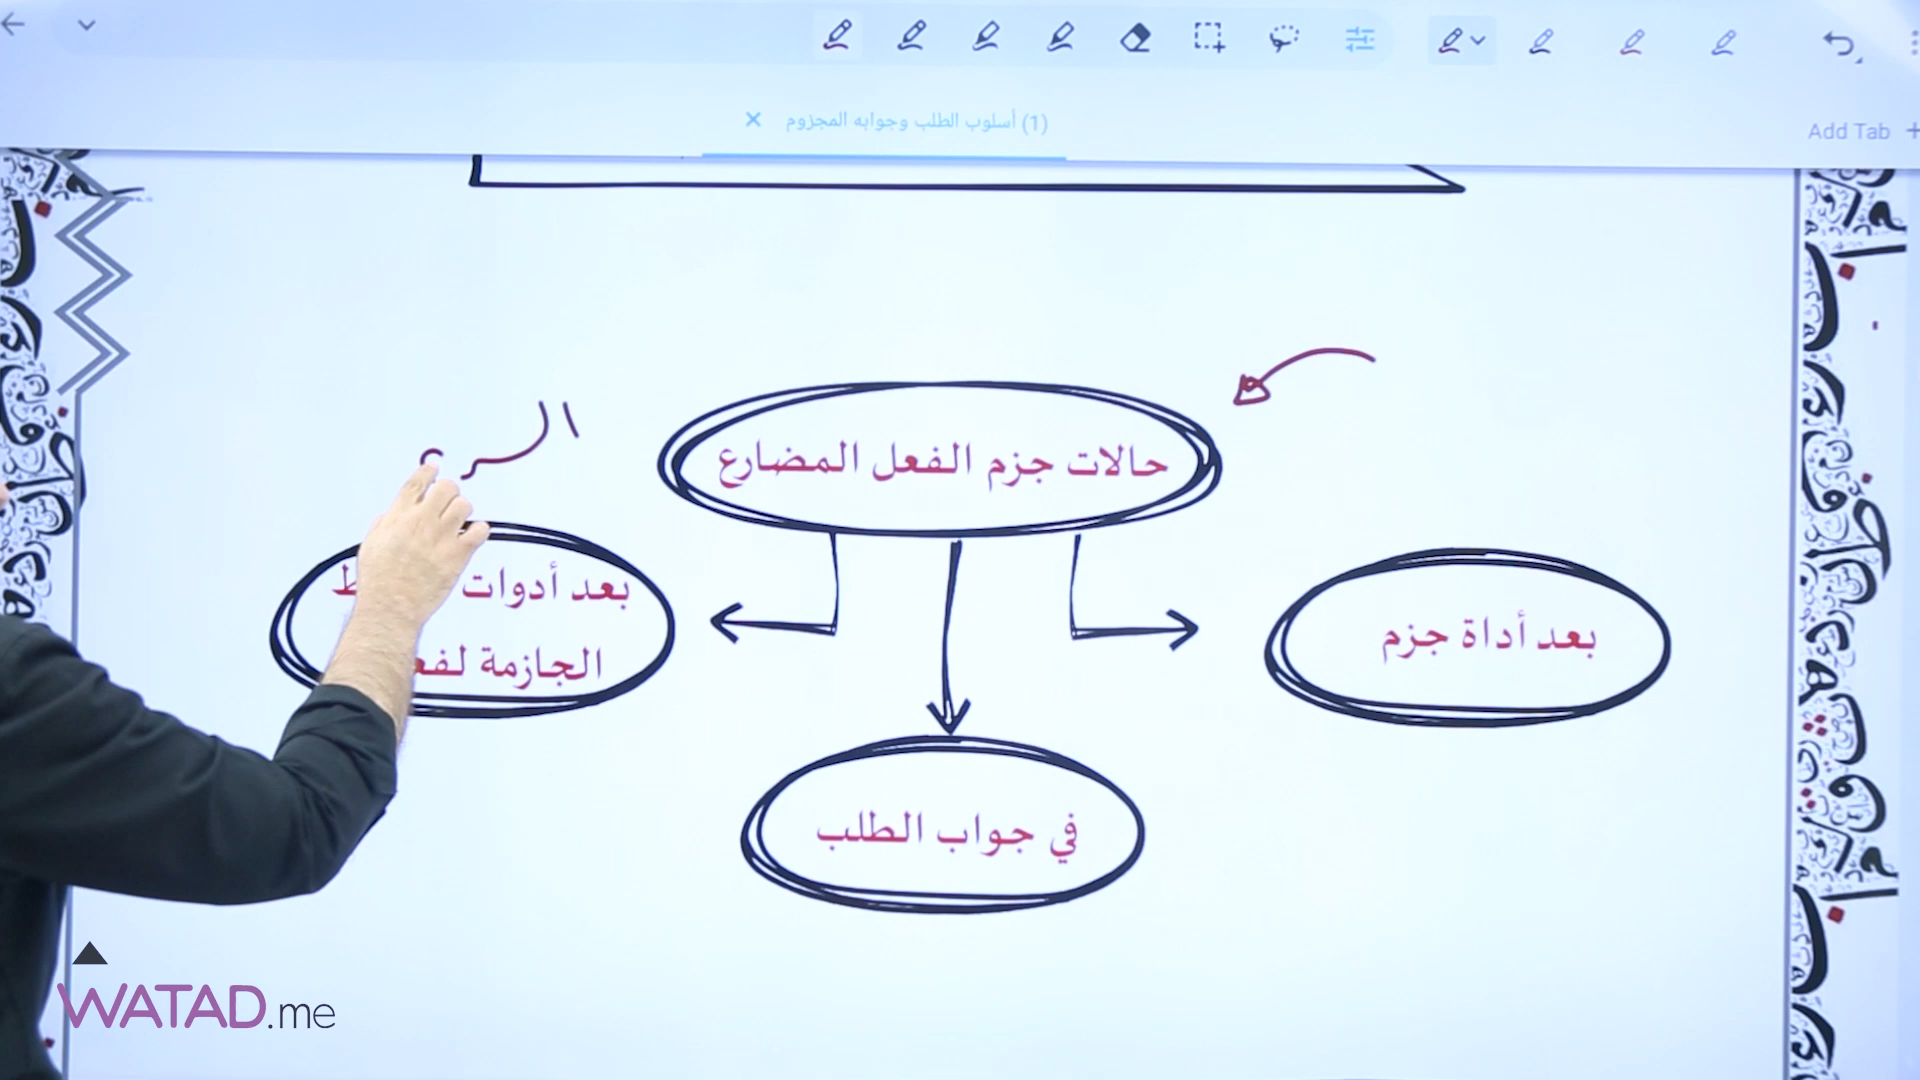 (1) أسلوب الطلب وجوابه المجزوم
Add Tab
حالات جزم الفعل المضارع
بعد أداة جزم
في جواب الطلب
بعد أدوات
الجازمة
WATAD.me